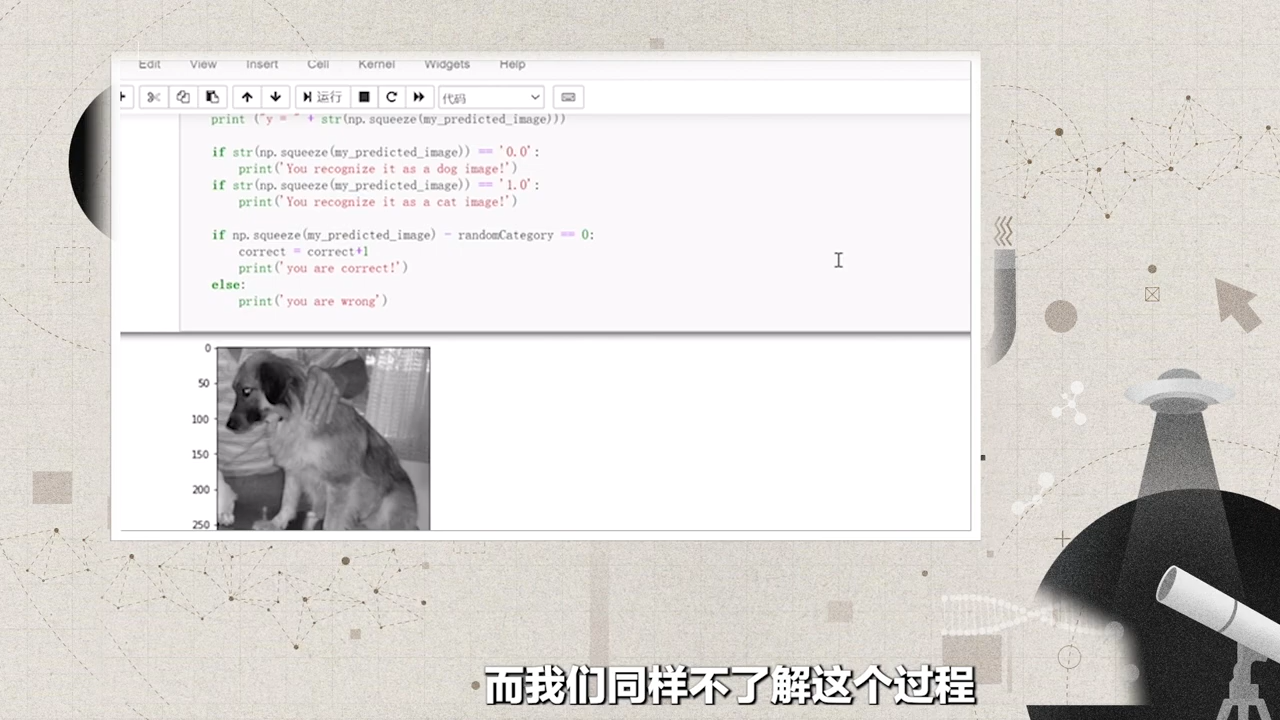 Edit View Insert Cell Kernel Widgets Help
运行 代码
print ("y = " + str(np.squeeze(my_predicted_image)))
if str(np.squeeze(my_predicted_image)) == '0.0':
print('You recognize it as a dog image!')
if str(np.squeeze(my_predicted_image)) == '1.0':
print('You recognize it as a cat image!')
if np.squeeze(my_predicted_image) - randomCategory == 0:
correct = correct+1
print('you are correct!')
else:
print('you are wrong')
0
50
100
150
200
250
而我们同样不了解这个过程